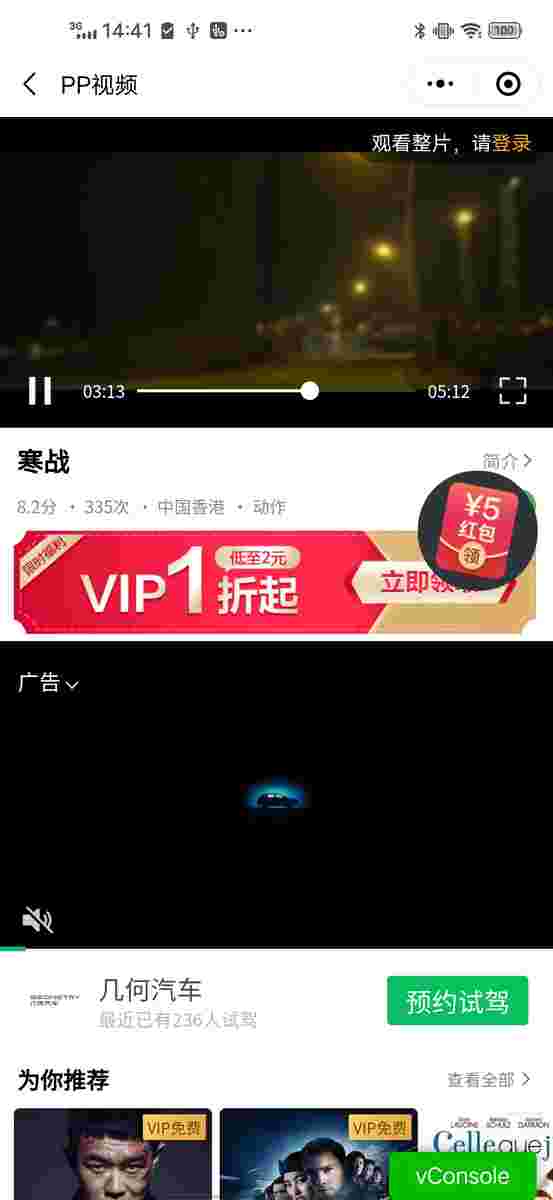 3G 14:41 ... 100
PP视频
观看整片，请登录
03:13 05:12
寒战
简介
8.2分 · 335次 · 中国香港 · 动作
¥5
红包
领
限时福利
VIP1折起
低至2元
立即领
广告
GEOMETRY
几何汽车
几何汽车
最近已有236人试驾
预约试驾
为你推荐
查看全部
VIP免费
VIP免费
Celle quej
vConsole